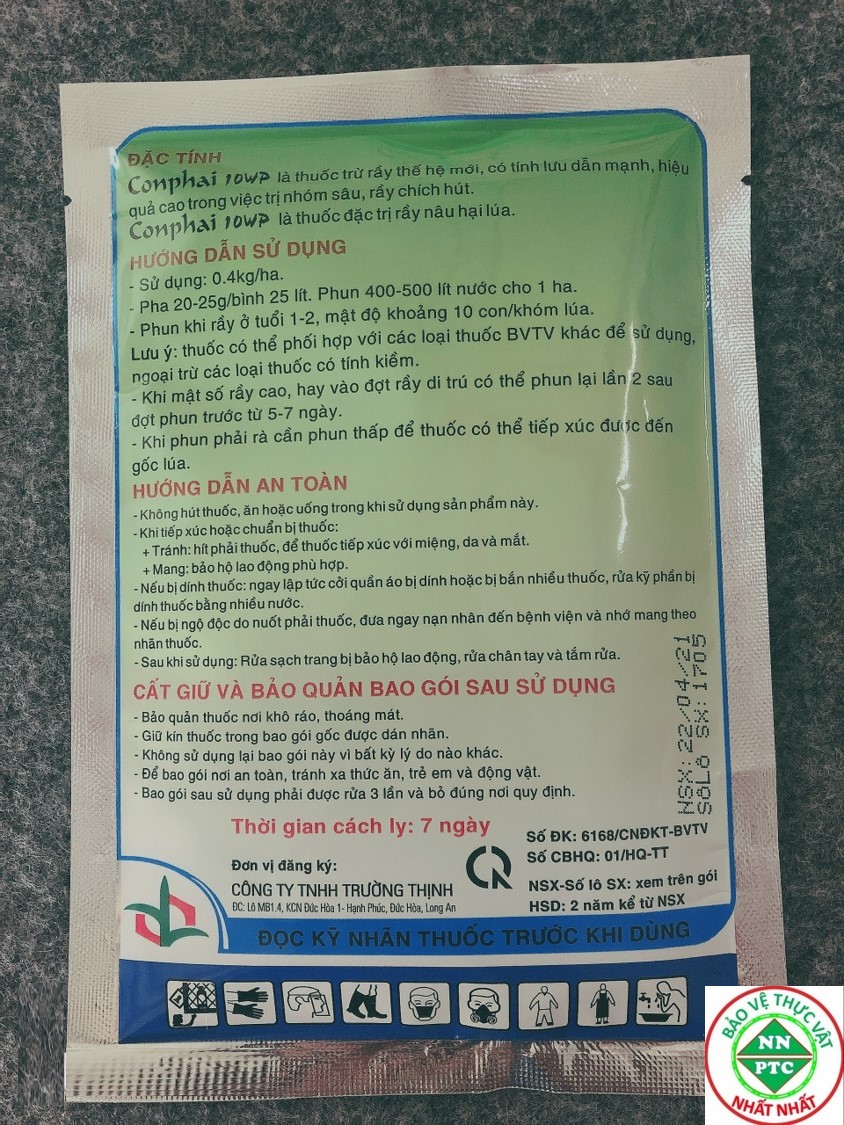 ĐẶC TÍNH
Conphai 10WP là thuốc trừ rầy thế hệ mới, có tính lưu dẫn mạnh, hiệu
quả cao trong việc trị nhóm sâu, rầy chích hút.
Conphai 10WP là thuốc đặc trị rầy nâu hại lúa.
HƯỚNG DẪN SỬ DỤNG
- Sử dụng: 0.4kg/ha.
- Pha 20-25g/bình 25 lít. Phun 400-500 lít nước cho 1 ha.
- Phun khi rầy ở tuổi 1-2, mật độ khoảng 10 con/khóm lúa.
Lưu ý: thuốc có thể phối hợp với các loại thuốc BVTV khác để sử dụng,
ngoại trừ các loại thuốc có tính kiềm.
- Khi mật số rầy cao, hay vào đợt rầy di trú có thể phun lại lần 2 sau
đợt phun trước từ 5-7 ngày.
- Khi phun phải rà cần phun thấp để thuốc có thể tiếp xúc được đến
gốc lúa.
HƯỚNG DẪN AN TOÀN
- Không hút thuốc, ăn hoặc uống trong khi sử dụng sản phẩm này.
- Khi tiếp xúc hoặc chuẩn bị thuốc:
+ Tránh: hít phải thuốc, để thuốc tiếp xúc với miệng, da và mắt.
+ Mang: bảo hộ lao động phù hợp.
- Nếu bị dính thuốc: ngay lập tức cởi quần áo bị dính hoặc bị bắn nhiều thuốc, rửa kỹ phần bị
dính thuốc bằng nhiều nước.
- Nếu bị ngộ độc do nuốt phải thuốc, đưa ngay nạn nhân đến bệnh viện và nhớ mang theo
nhãn thuốc.
- Sau khi sử dụng: Rửa sạch trang bị bảo hộ lao động, rửa chân tay và tắm rửa.
CẤT GIỮ VÀ BẢO QUẢN BAO GÓI SAU SỬ DỤNG
- Bảo quản thuốc nơi khô ráo, thoáng mát.
- Giữ kín thuốc trong bao gói gốc được dán nhãn.
- Không sử dụng lại bao gói này vì bất kỳ lý do nào khác.
- Để bao gói nơi an toàn, tránh xa thức ăn, trẻ em và động vật.
- Bao gói sau sử dụng phải được rửa 3 lần và bỏ đúng nơi quy định.
NSX: 22/04/21
SốLô SX: 1705
Thời gian cách ly: 7 ngày
Số ĐK: 6168/CNĐKT-BVTV
Số CBHQ: 01/HQ-TT
NSX-Số lô SX: xem trên gói
HSD: 2 năm kể từ NSX
Đơn vị đăng ký:
CÔNG TY TNHH TRƯỜNG THỊNH
ĐC: Lô MB1.4, KCN Đức Hòa 1- Hạnh Phúc, Đức Hòa, Long An
ĐỌC KỸ NHÃN THUỐC TRƯỚC KHI DÙNG
BẢO VỆ THỰC VẬT
NN
PTC
NHẤT NHẤT